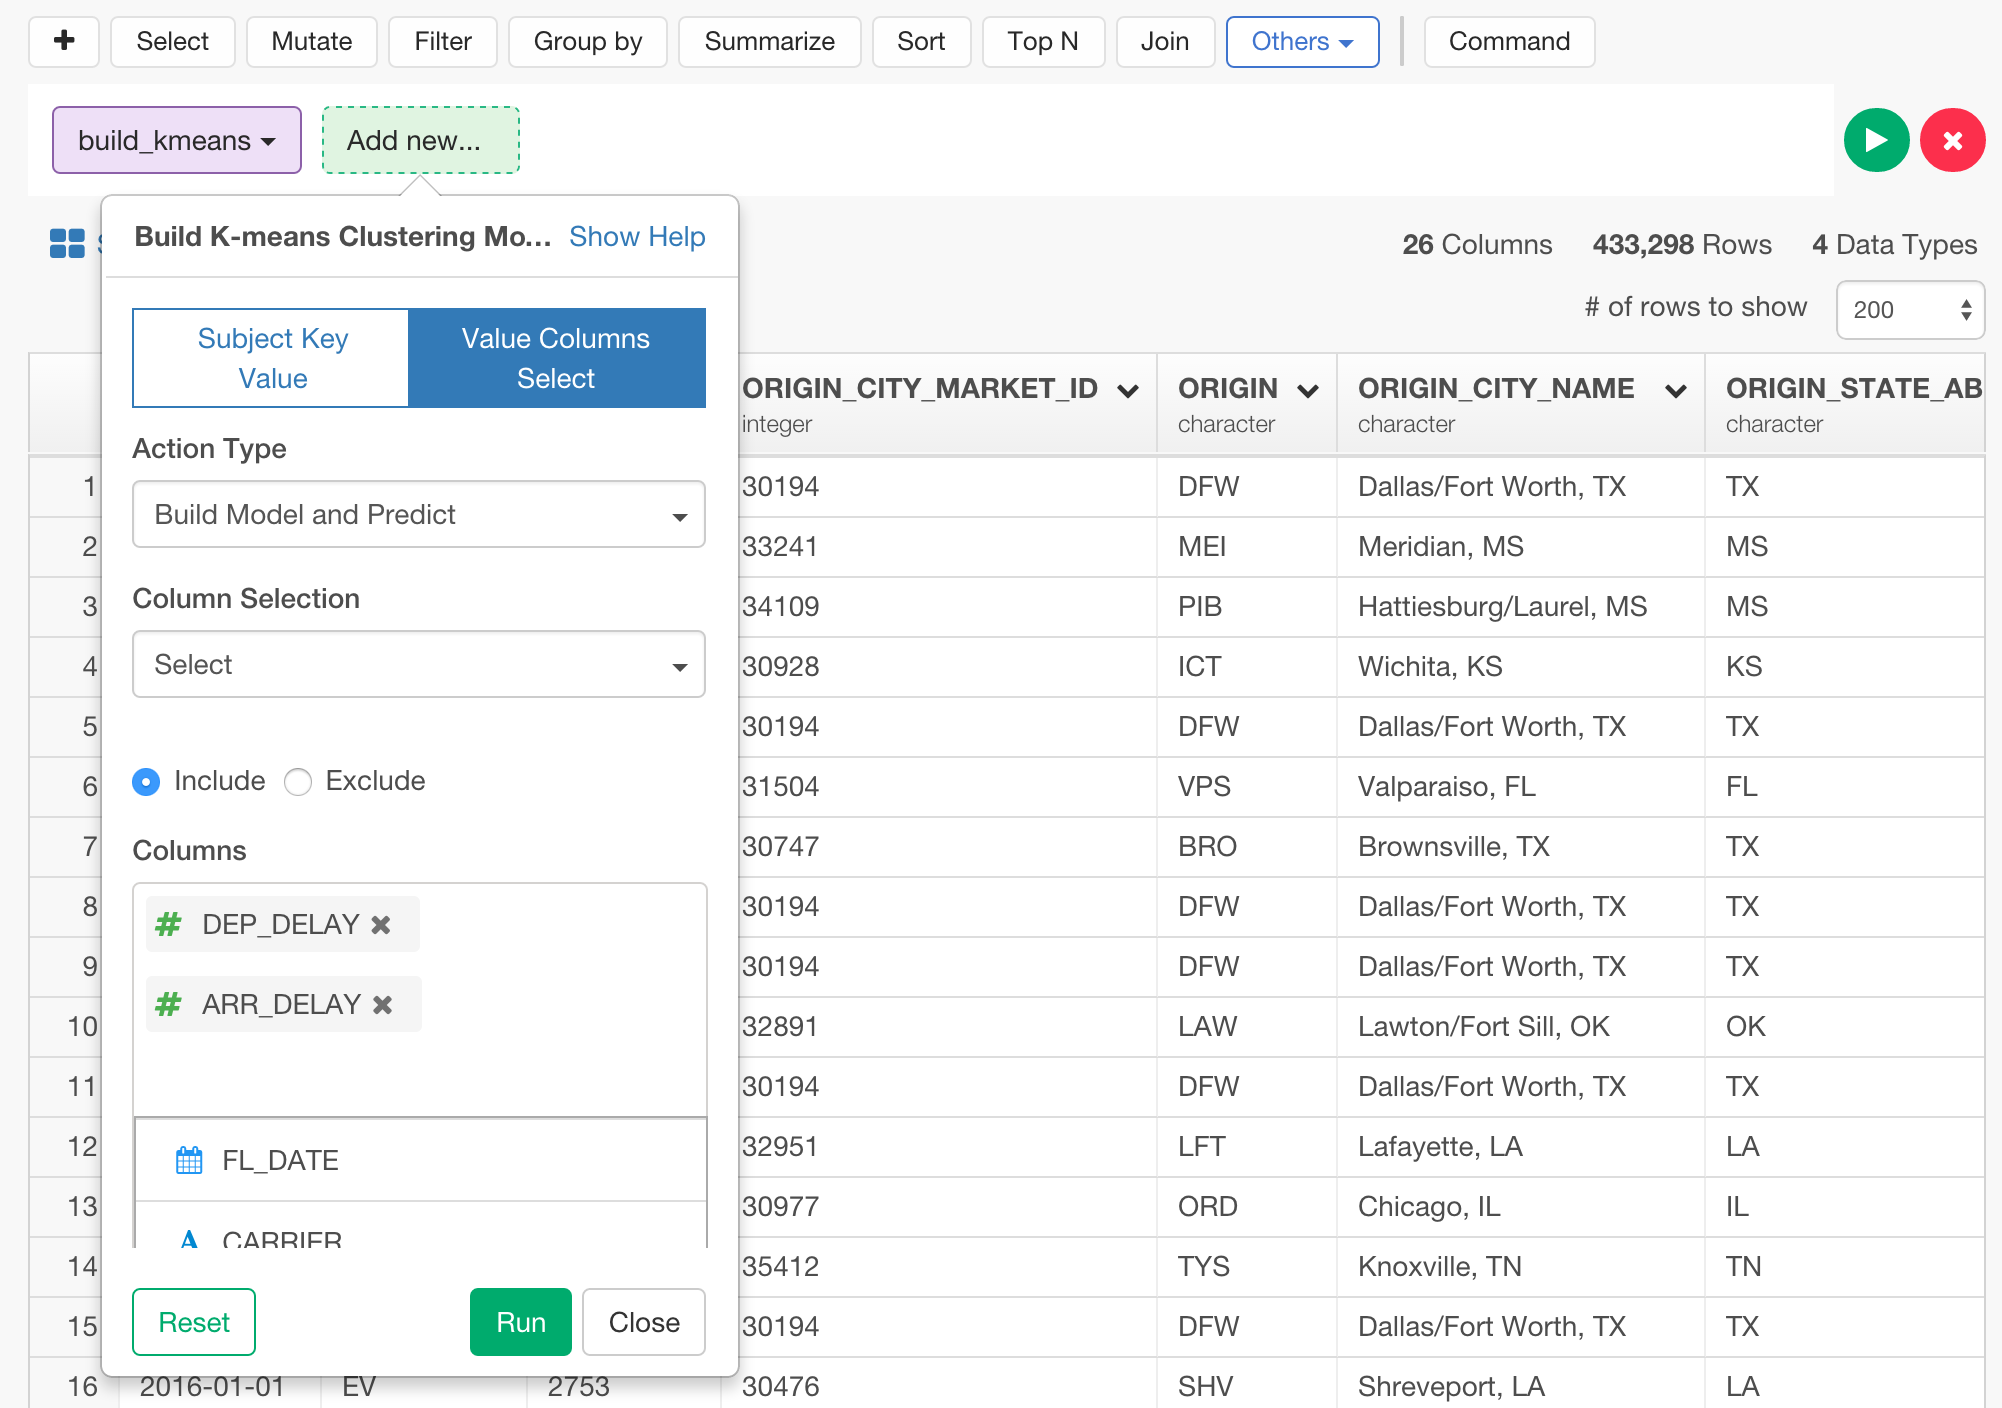 Select Mutate Filter Group by Summarize Sort Top N Join Others Command
build_kmeans Add new...
Build K-means Clustering Mo... Show Help
26 Columns 433,298 Rows 4 Data Types
# of rows to show 200
Subject Key Value
Value Columns Select
Action Type
Build Model and Predict
Column Selection
Select
Include Exclude
Columns
# DEP_DELAY
# ARR_DELAY
FL_DATE
A CARRIER
Reset Run Close
ORIGIN_CITY_MARKET_ID ORIGIN ORIGIN_CITY_NAME ORIGIN_STATE_AB
integer character character character
1 30194 DFW Dallas/Fort Worth, TX TX
2 33241 MEI Meridian, MS MS
3 34109 PIB Hattiesburg/Laurel, MS MS
4 30928 ICT Wichita, KS KS
5 30194 DFW Dallas/Fort Worth, TX TX
6 31504 VPS Valparaiso, FL FL
7 30747 BRO Brownsville, TX TX
8 30194 DFW Dallas/Fort Worth, TX TX
9 30194 DFW Dallas/Fort Worth, TX TX
10 32891 LAW Lawton/Fort Sill, OK OK
11 30194 DFW Dallas/Fort Worth, TX TX
12 32951 LFT Lafayette, LA LA
13 30977 ORD Chicago, IL IL
14 35412 TYS Knoxville, TN TN
15 30194 DFW Dallas/Fort Worth, TX TX
16 2016-01-01 EV 2753 30476 SHV Shreveport, LA LA